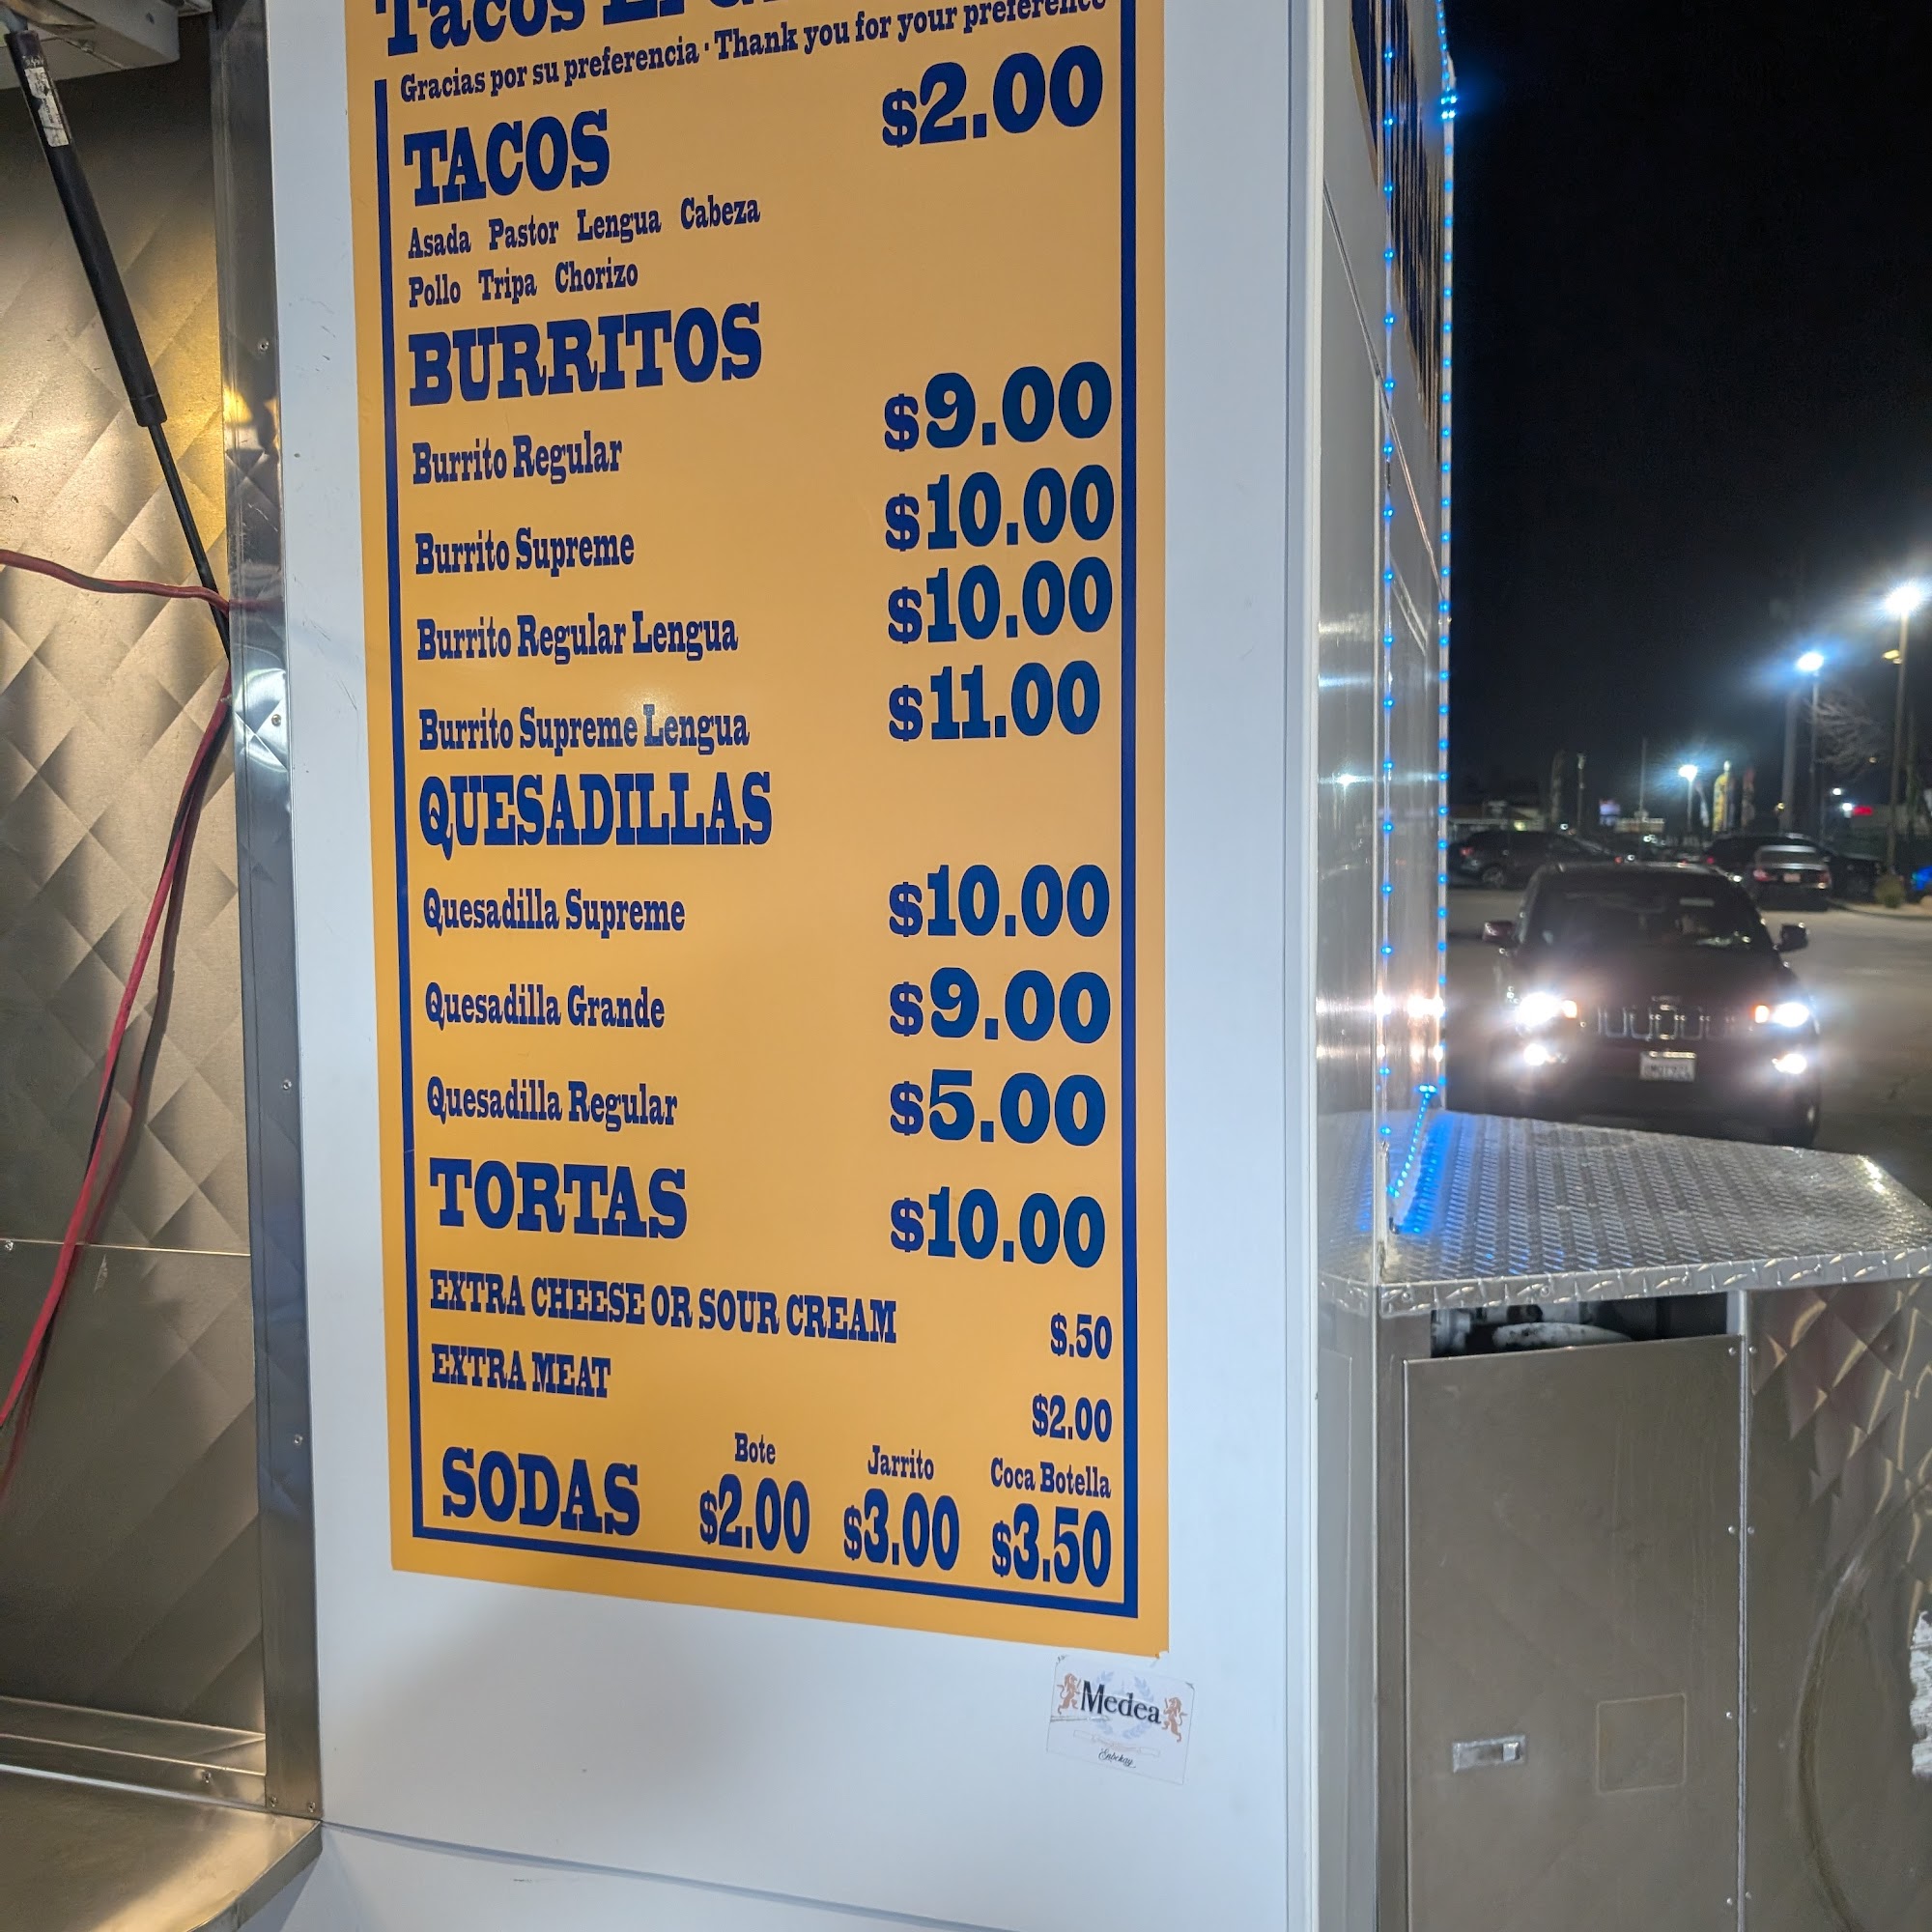 Tacos El
Gracias por su preferencia · Thank you for your preference
TACOS $2.00
Asada Pastor Lengua Cabeza
Pollo Tripa Chorizo
BURRITOS
Burrito Regular $9.00
Burrito Supreme $10.00
Burrito Regular Lengua $10.00
Burrito Supreme Lengua $11.00
QUESADILLAS
Quesadilla Supreme $10.00
Quesadilla Grande $9.00
Quesadilla Regular $5.00
TORTAS $10.00
EXTRA CHEESE OR SOUR CREAM $.50
EXTRA MEAT $2.00
Bote Jarrito Coca Botella
SODAS $2.00 $3.00 $3.50
Medea